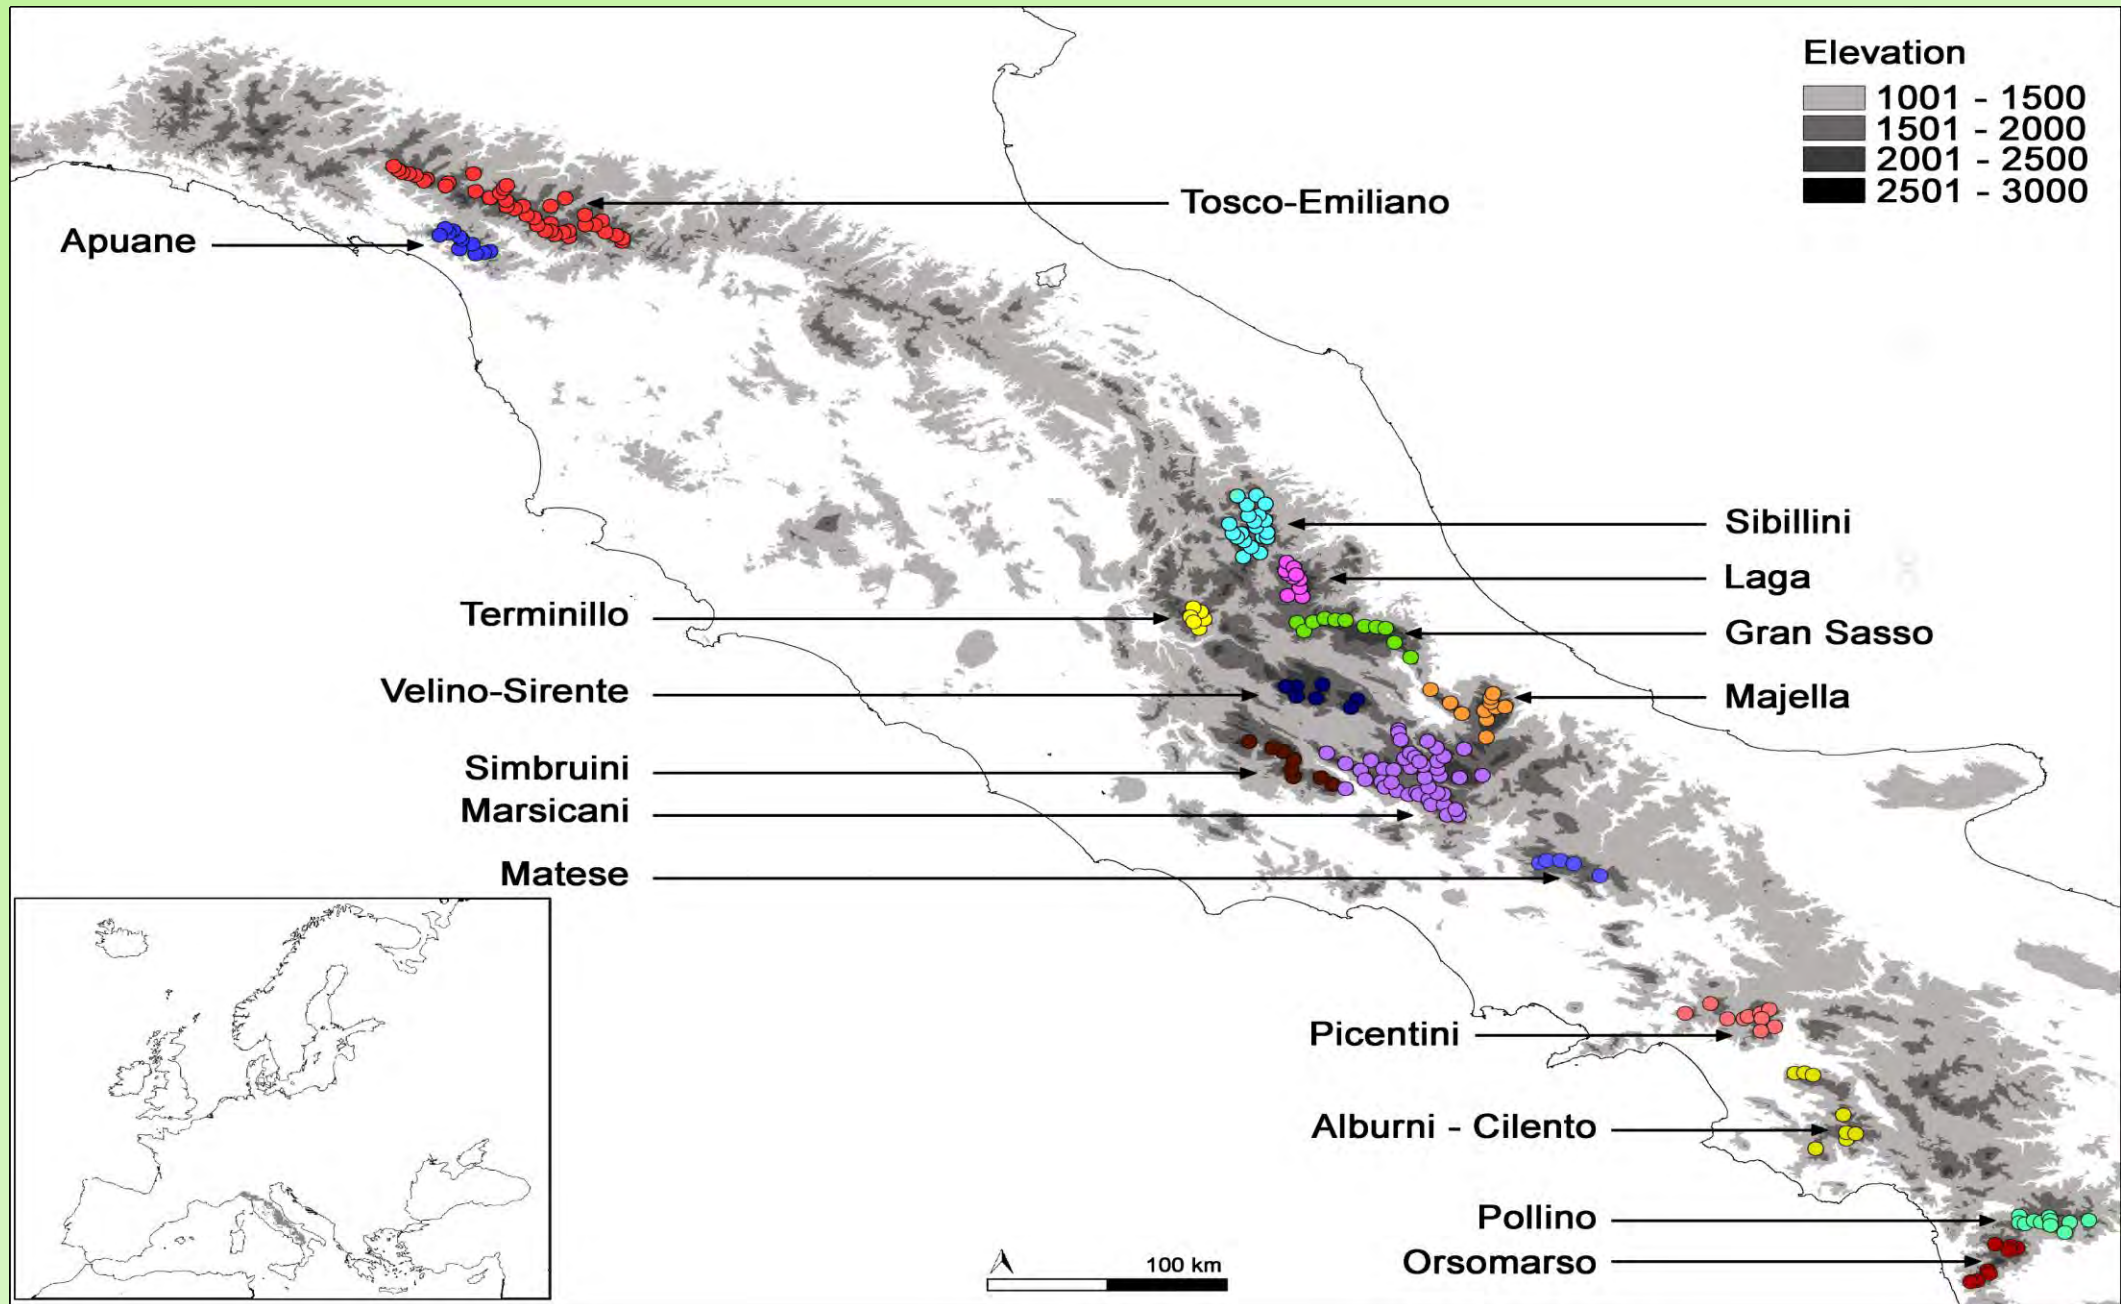 Elevation
1001 - 1500
1501 - 2000
2001 - 2500
2501 - 3000
Tosco-Emiliano
Apuane
Sibillini
Laga
Terminillo
Gran Sasso
Velino-Sirente
Majella
Simbruini
Marsicani
Matese
Picentini
Alburni - Cilento
Pollino
Orsomarso
100 km